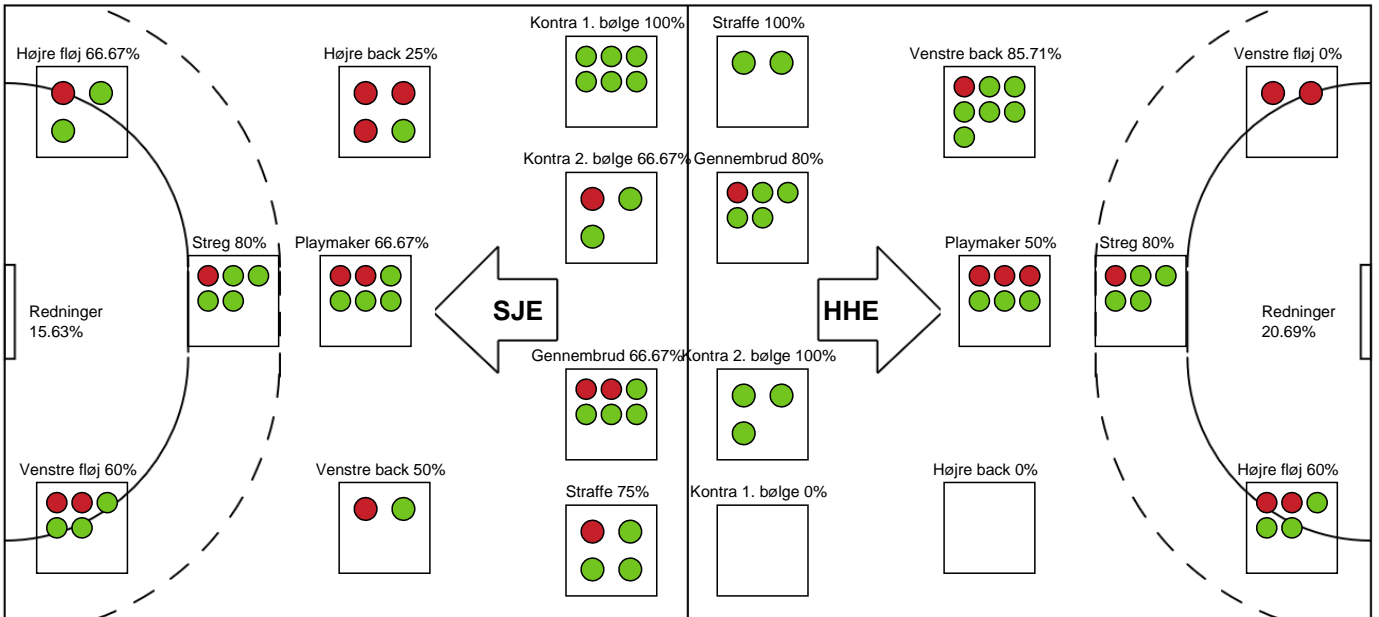 Kontra 1. bølge 100%
Straffe 100%
Højre fløj 66.67%
Højre back 25%
Venstre back 85.71%
Venstre fløj 0%
Kontra 2. bølge 66.67%
Gennembrud 80%
Streg 80%
Playmaker 66.67%
Playmaker 50%
Streg 80%
SJE
HHE
Redninger
15.63%
Redninger
20.69%
Gennembrud 66.67%
Kontra 2. bølge 100%
Venstre fløj 60%
Venstre back 50%
Højre back 0%
Højre fløj 60%
Straffe 75%
Kontra 1. bølge 0%